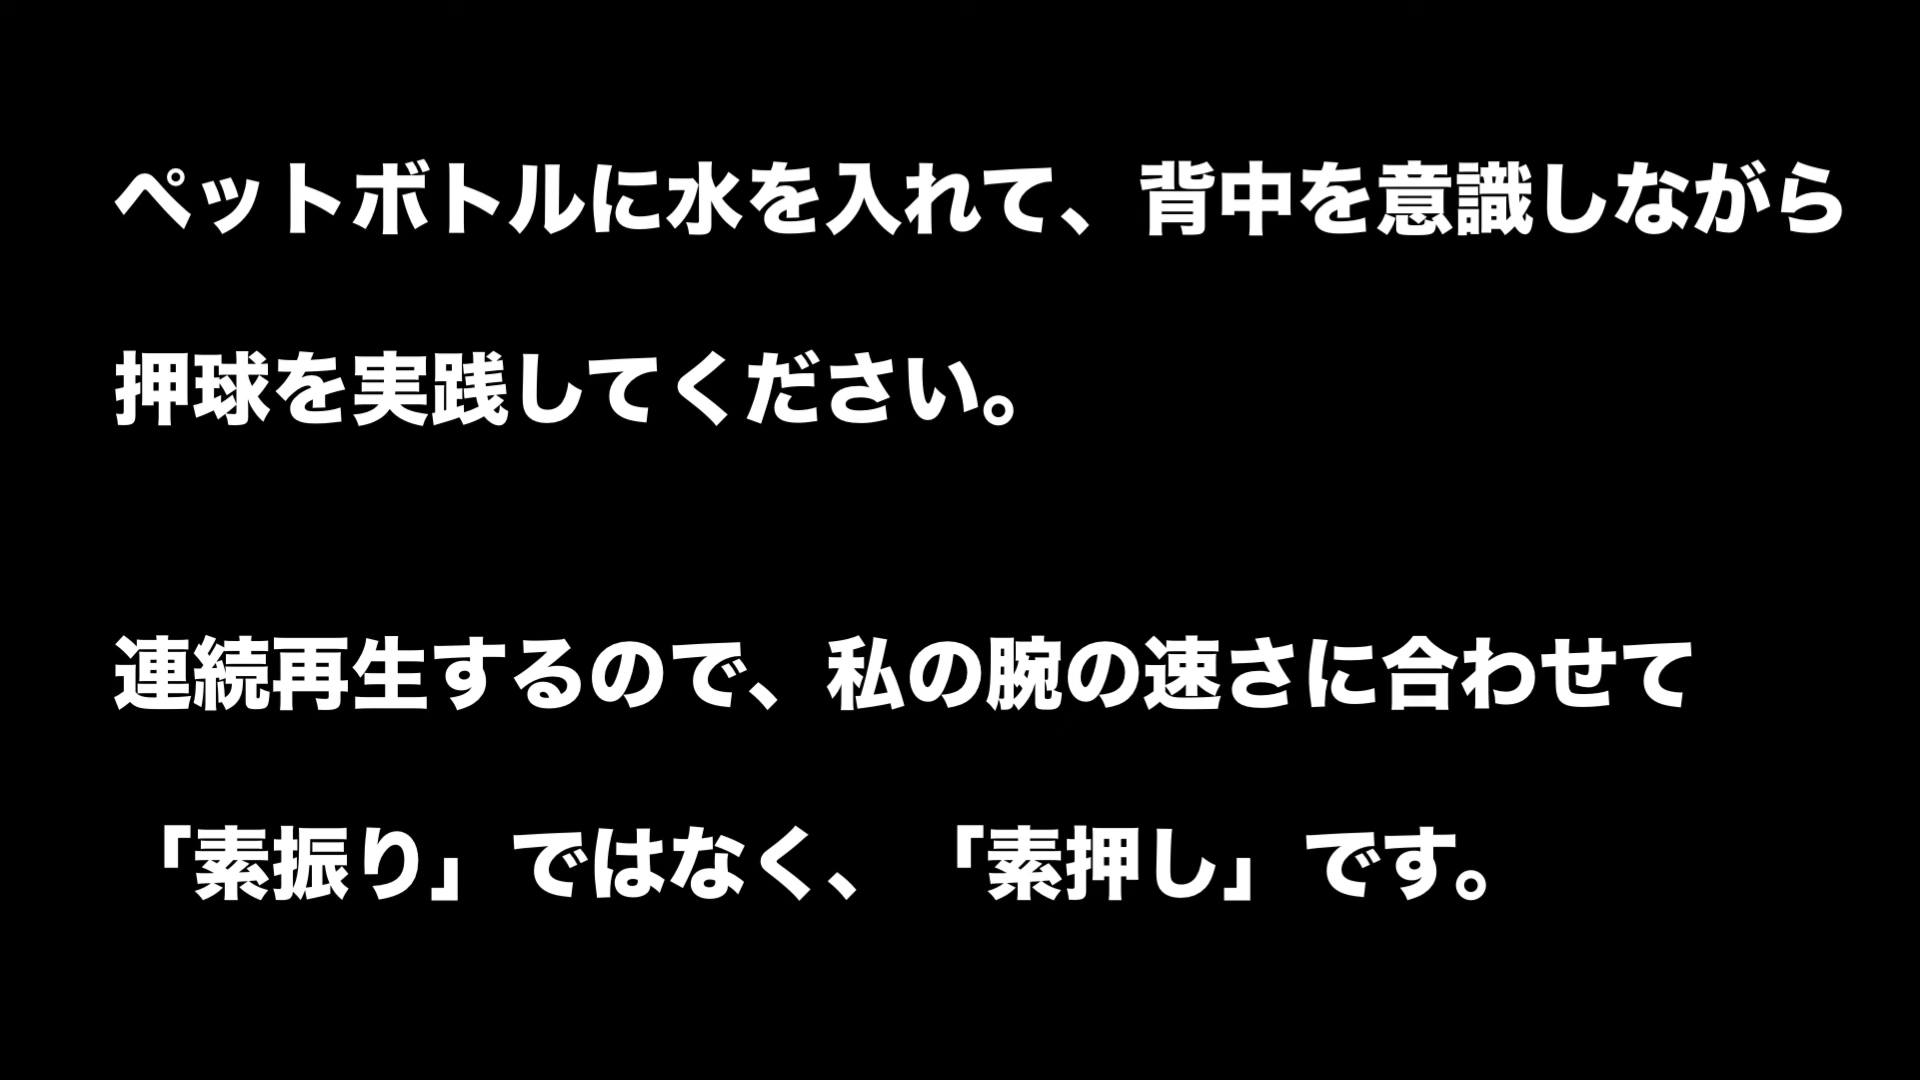 ペットボトルに水を入れて、背中を意識しながら
押球を実践してください。
連続再生するので、私の腕の速さに合わせて
「素振り」ではなく、「素押し」です。